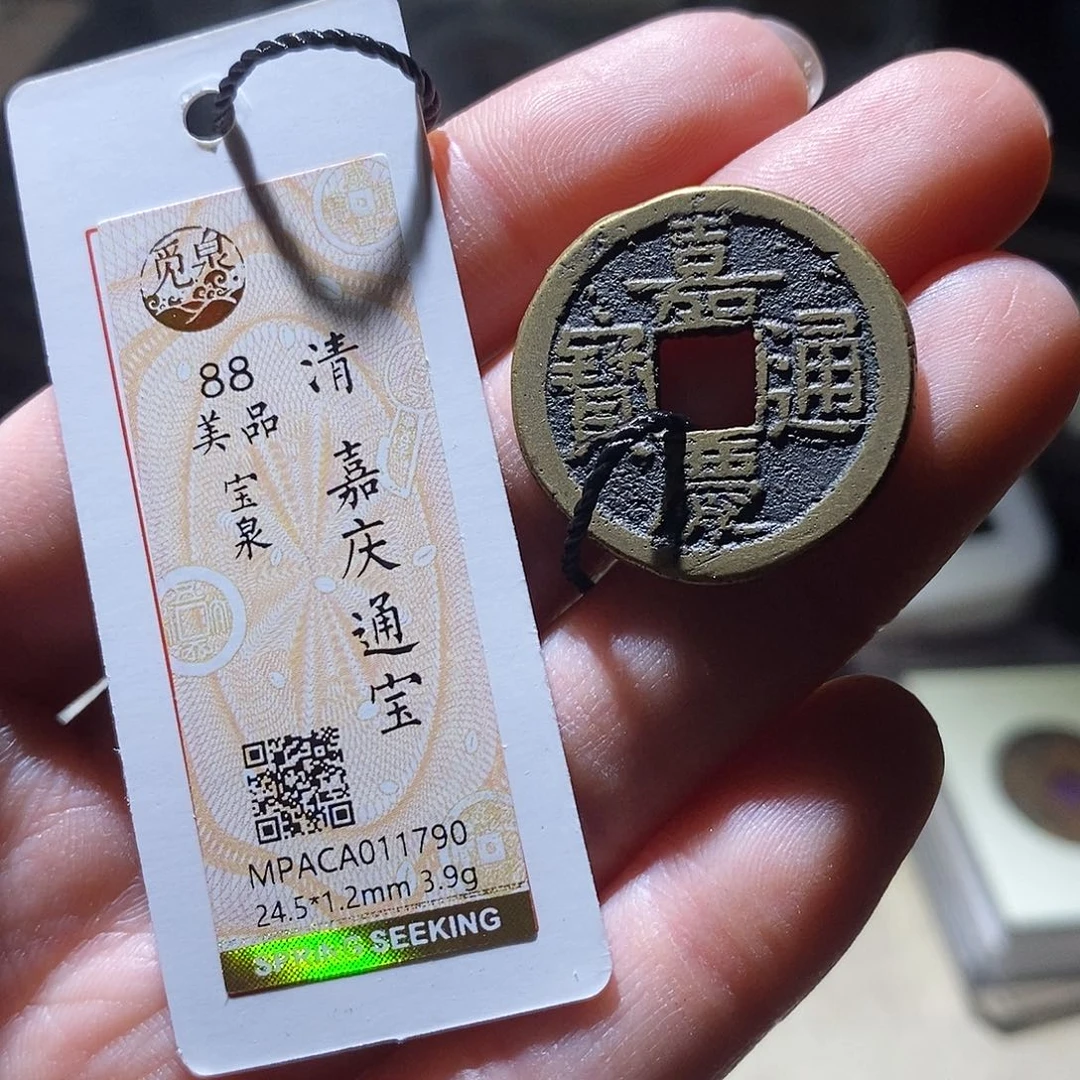 觅泉
清 嘉庆通宝
88
美品
宝泉
MPACA011790
24.5*1.2mm 3.9g
SPRING SEEKING
嘉慶通寶